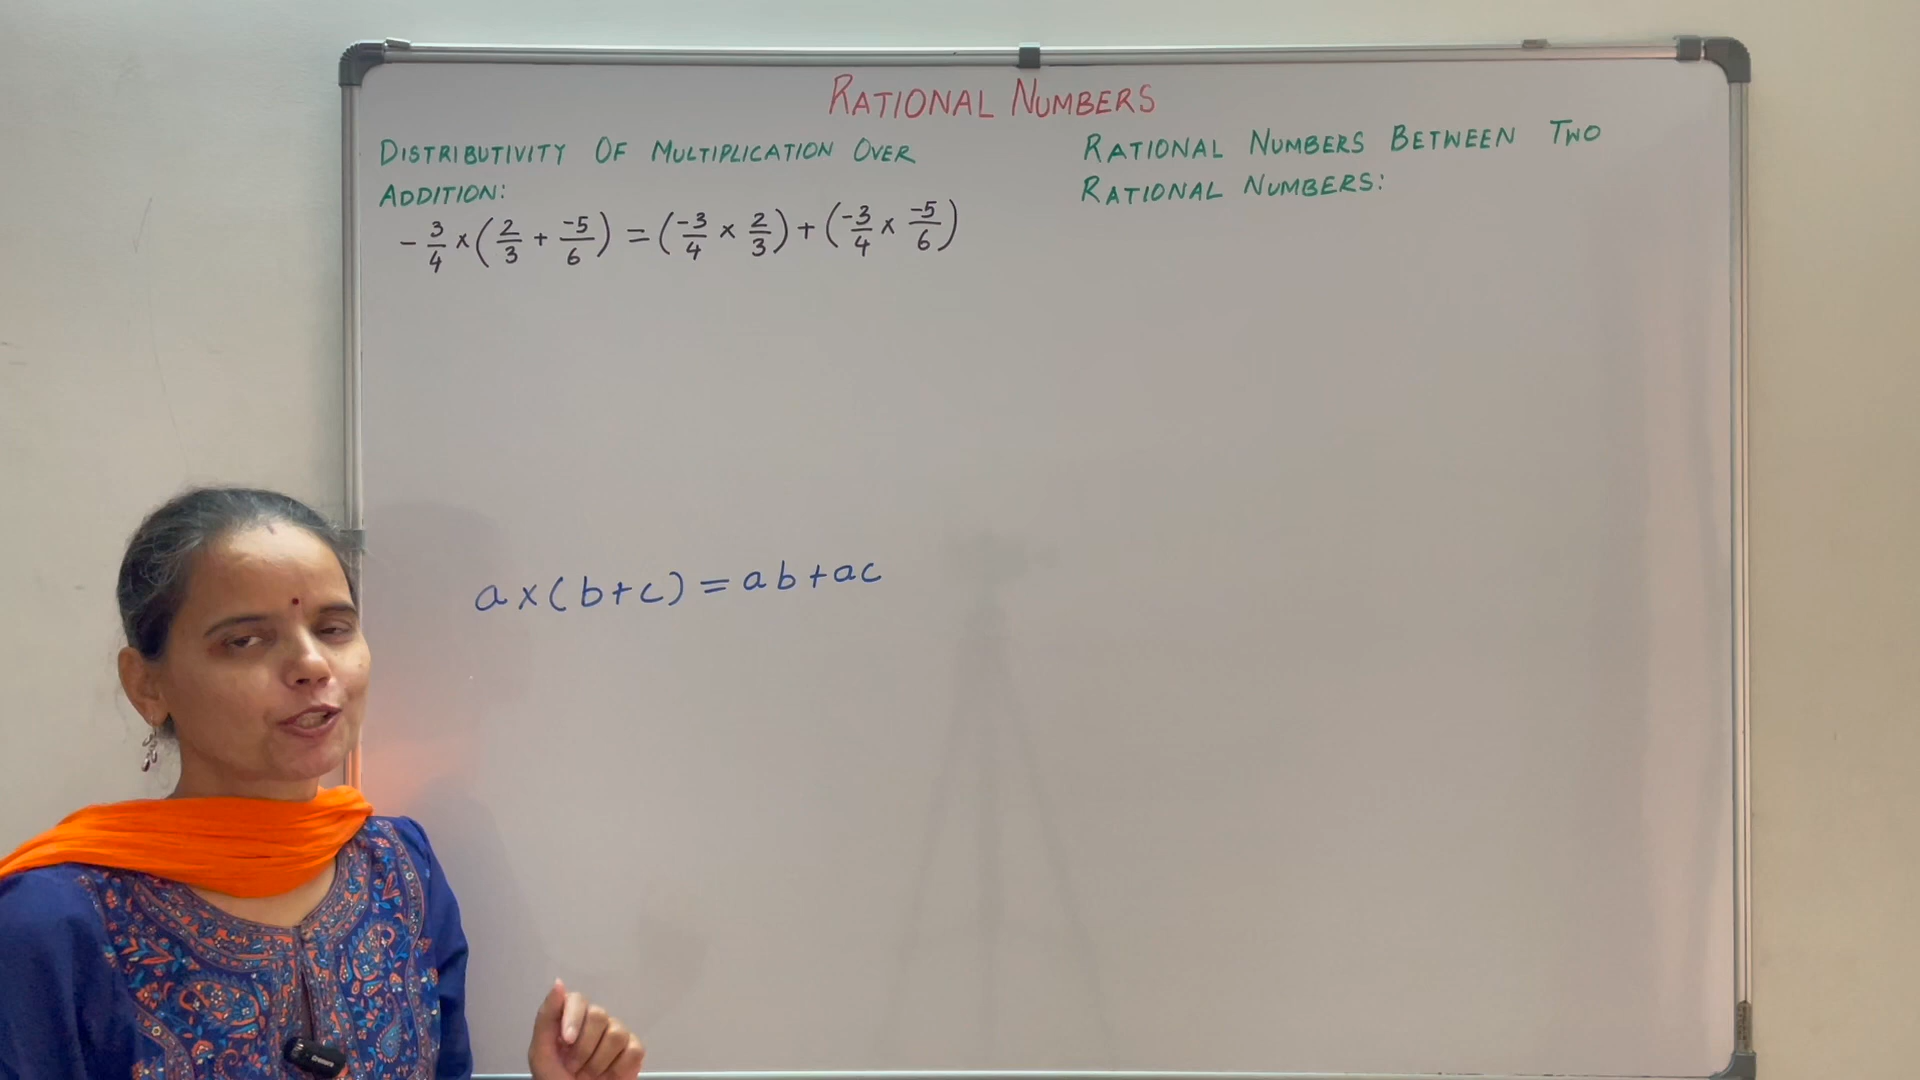 RATIONAL NUMBERS
DISTRIBUTIVITY OF MULTIPLICATION OVER
ADDITION:
-3/4 × (2/3 + -5/6) = (-3/4 × 2/3) + (-3/4 × -5/6)
a × (b+c) = ab+ac
RATIONAL NUMBERS BETWEEN TWO
RATIONAL NUMBERS: